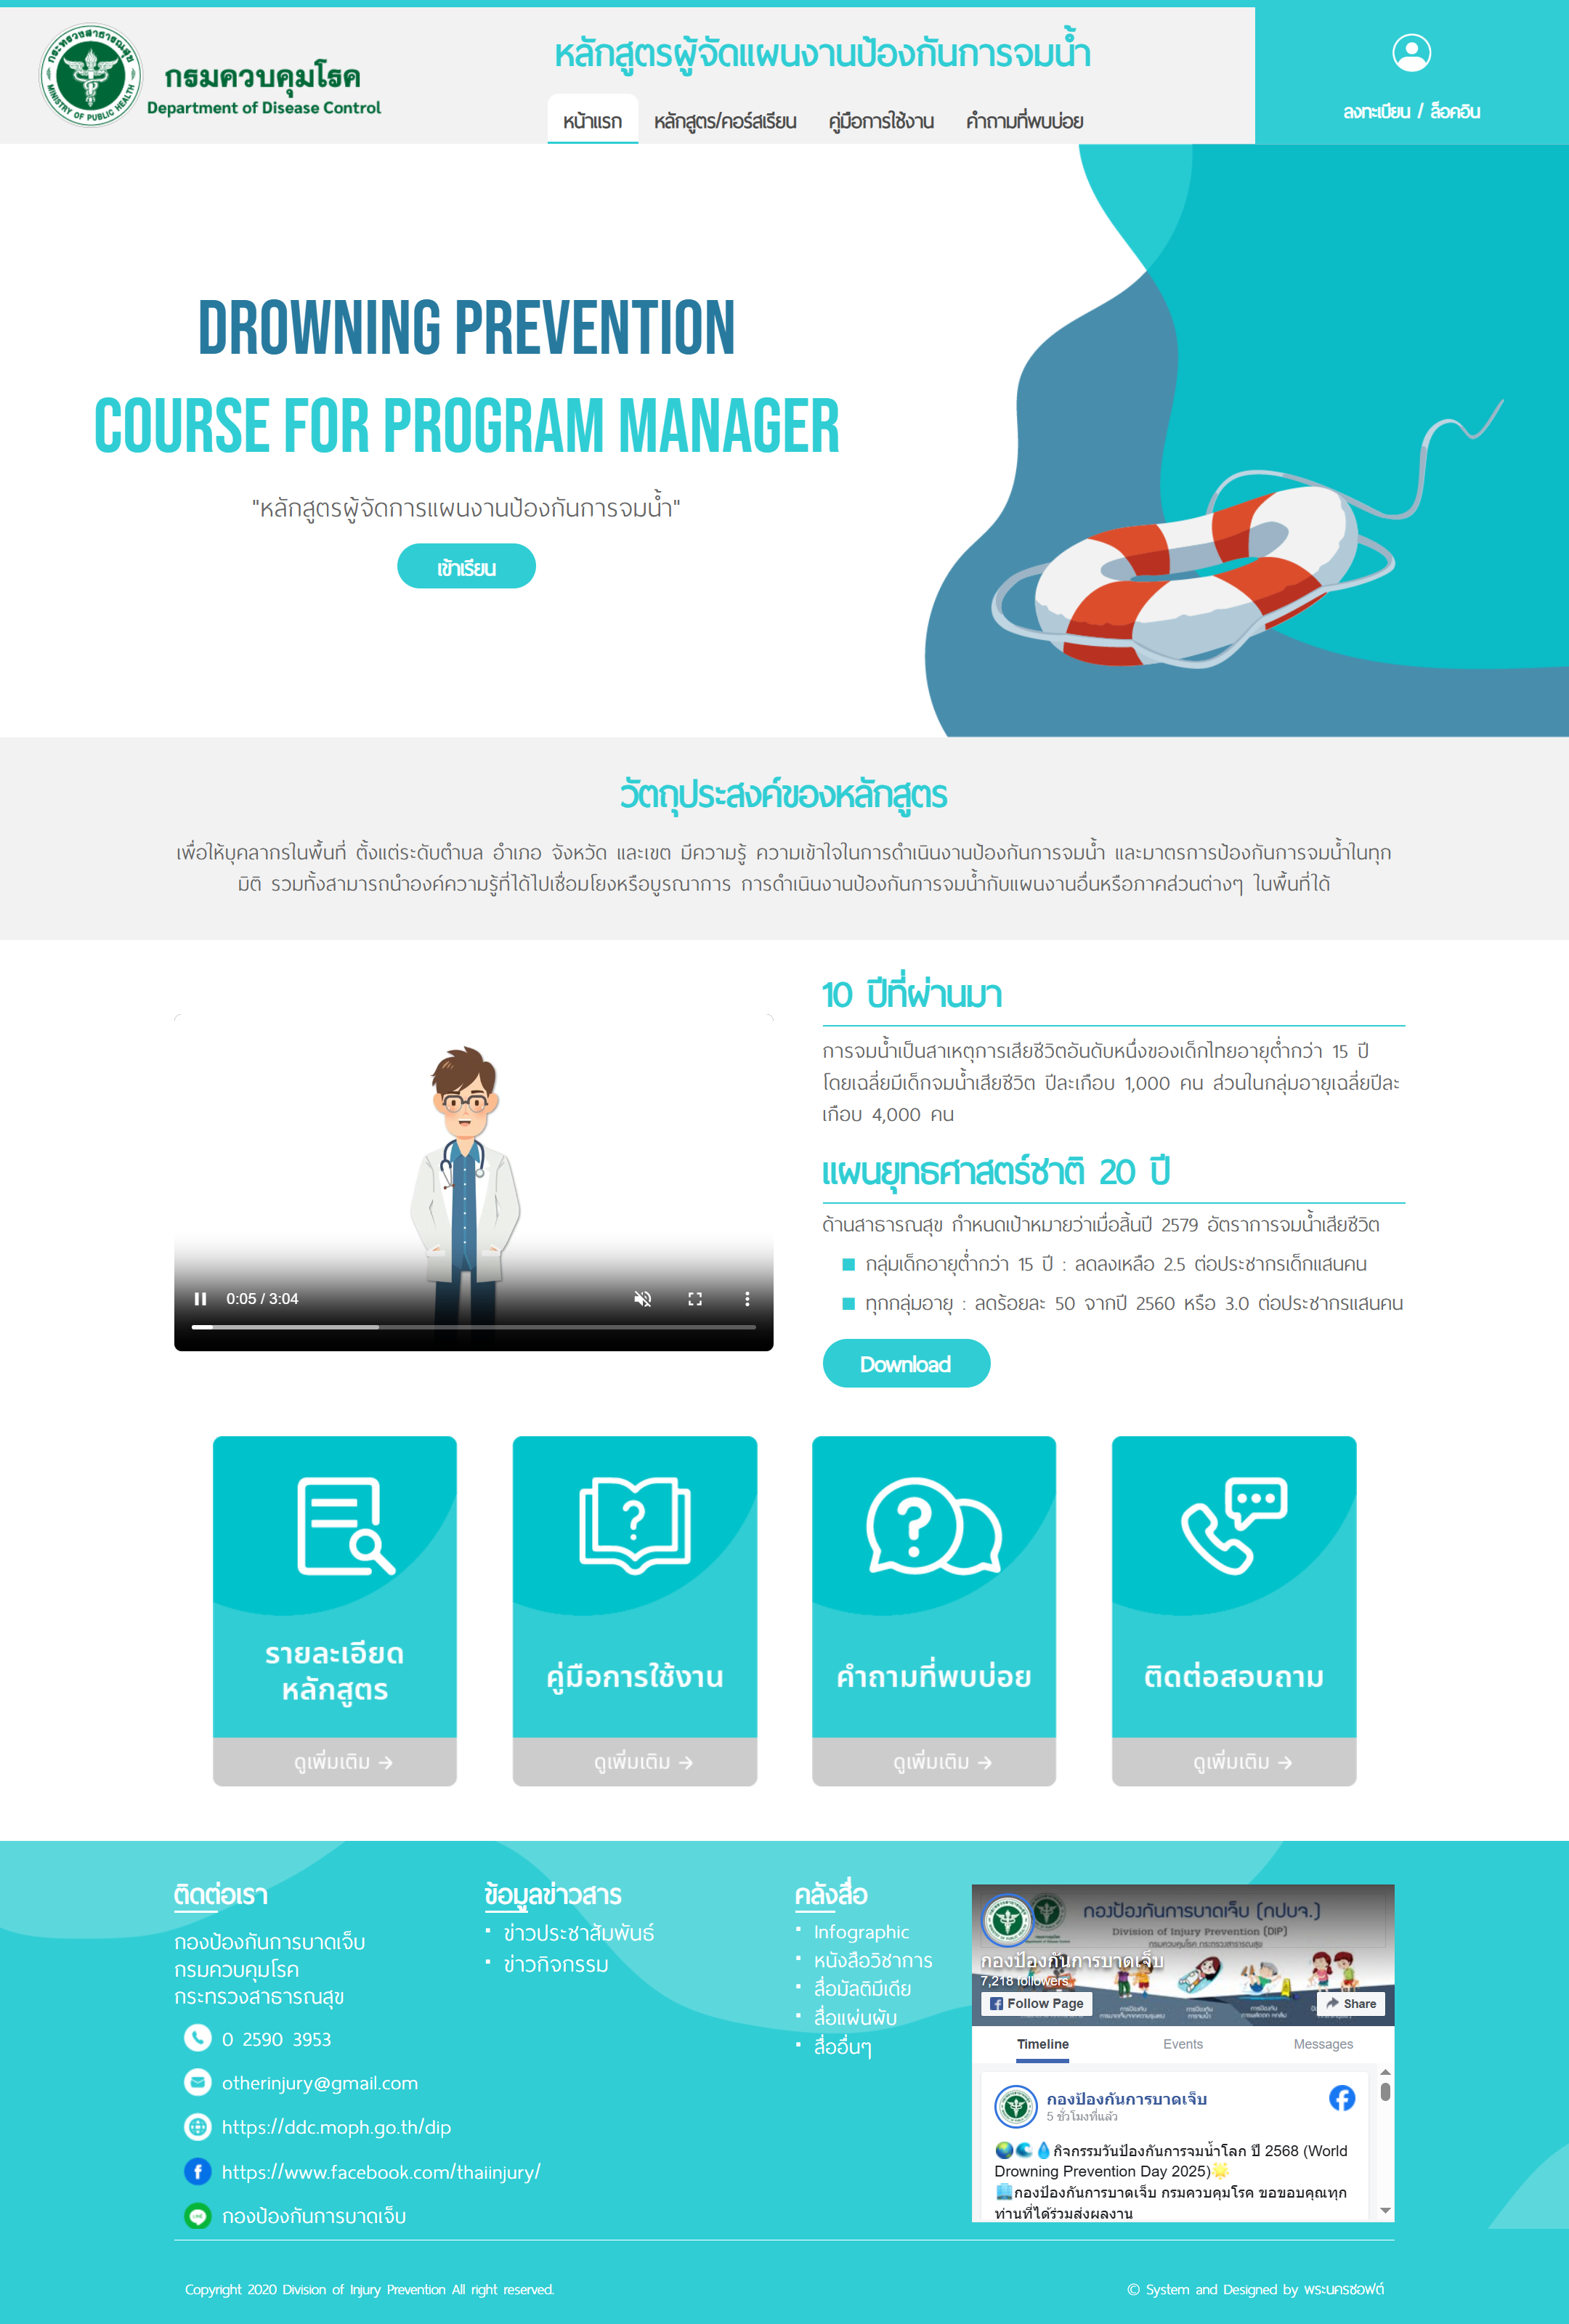 กระทรวงสาธารณสุข
MINISTRY OF PUBLIC HEALTH
กรมควบคุมโรค
Department of Disease Control
หลักสูตรผู้จัดแผนงานป้องกันการจมน้ำ
หน้าแรก หลักสูตร/คอร์สเรียน คู่มือการใช้งาน คำถามที่พบบ่อย
ลงทะเบียน / ล็อคอิน
DROWNING PREVENTION
COURSE FOR PROGRAM MANAGER
"หลักสูตรผู้จัดการแผนงานป้องกันการจมน้ำ"
เข้าเรียน
วัตถุประสงค์ของหลักสูตร
เพื่อให้บุคลากรในพื้นที่ ตั้งแต่ระดับตำบล อำเภอ จังหวัด และเขต มีความรู้ ความเข้าใจในการดำเนินงานป้องกันการจมน้ำ และมาตรการป้องกันการจมน้ำในทุก
มิติ รวมทั้งสามารถนำองค์ความรู้ที่ได้ไปเชื่อมโยงหรือบูรณาการ การดำเนินงานป้องกันการจมน้ำกับแผนงานอื่นหรือภาคส่วนต่างๆ ในพื้นที่ได้
10 ปีที่ผ่านมา
การจมน้ำเป็นสาเหตุการเสียชีวิตอันดับหนึ่งของเด็กไทยอายุต่ำกว่า 15 ปี
โดยเฉลี่ยมีเด็กจมน้ำเสียชีวิต ปีละเกือบ 1,000 คน ส่วนในกลุ่มอายุเฉลี่ยปีละ
เกือบ 4,000 คน
0:05 / 3:04
แผนยุทธศาสตร์ชาติ 20 ปี
ด้านสาธารณสุข กำหนดเป้าหมายว่าเมื่อสิ้นปี 2579 อัตราการจมน้ำเสียชีวิต
กลุ่มเด็กอายุต่ำกว่า 15 ปี : ลดลงเหลือ 2.5 ต่อประชากรเด็กแสนคน
ทุกกลุ่มอายุ : ลดร้อยละ 50 จากปี 2560 หรือ 3.0 ต่อประชากรแสนคน
Download
รายละเอียด
หลักสูตร
ดูเพิ่มเติม →
คู่มือการใช้งาน
ดูเพิ่มเติม →
คำถามที่พบบ่อย
ดูเพิ่มเติม →
ติดต่อสอบถาม
ดูเพิ่มเติม →
ติดต่อเรา
กองป้องกันการบาดเจ็บ
กรมควบคุมโรค
กระทรวงสาธารณสุข
0 2590 3953
otherinjury@gmail.com
https://ddc.moph.go.th/dip
https://www.facebook.com/thaiinjury/
กองป้องกันการบาดเจ็บ
ข้อมูลข่าวสาร
ข่าวประชาสัมพันธ์
ข่าวกิจกรรม
คลังสื่อ
Infographic
หนังสือวิชาการ
สื่อมัลติมีเดีย
สื่อแผ่นผับ
สื่ออื่นๆ
กองป้องกันการบาดเจ็บ (กปบจ.)
Division of Injury Prevention (DIP)
กรมควบคุมโรค กระทรวงสาธารณสุข
กองป้องกันการบาดเจ็บ
7,218 followers
Follow Page
Share
Timeline Events Messages
กองป้องกันการบาดเจ็บ
5 ชั่วโมงที่แล้ว
กิจกรรมวันป้องกันการจมน้ำโลก ปี 2568 (World
Drowning Prevention Day 2025)
กองป้องกันการบาดเจ็บ กรมควบคุมโรค ขอขอบคุณทุก
ท่านที่ได้ร่วมส่งผลงาน
Copyright 2020 Division of Injury Prevention All right reserved.
© System and Designed by พระนครซอฟต์